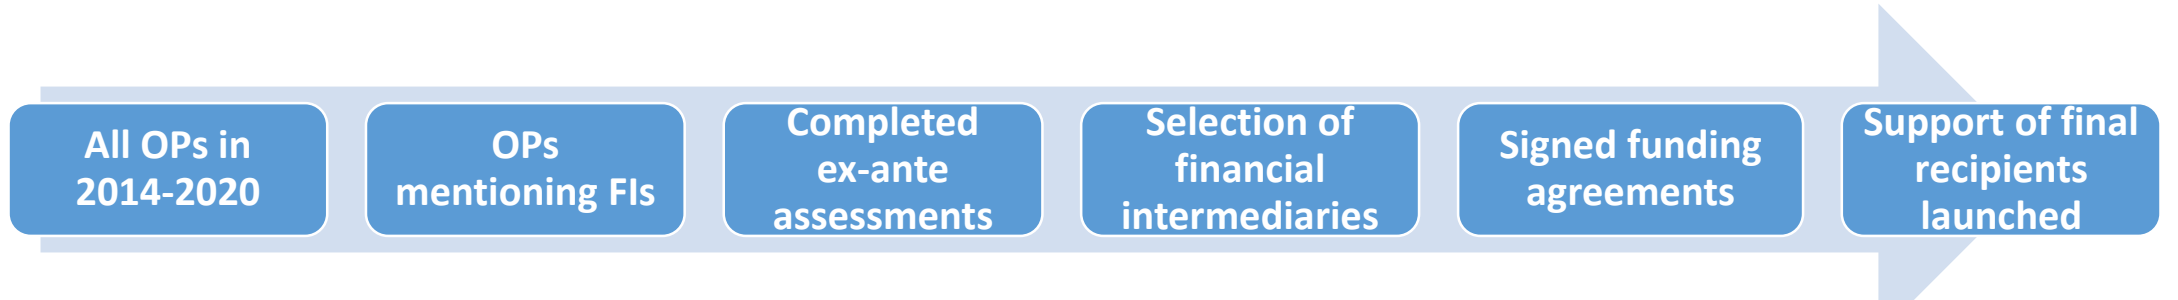 All OPs in
2014-2020
OPs
mentioning FIs
Completed
ex-ante
assessments
Selection of
financial
intermediaries
Signed funding
agreements
Support of final
recipients
launched